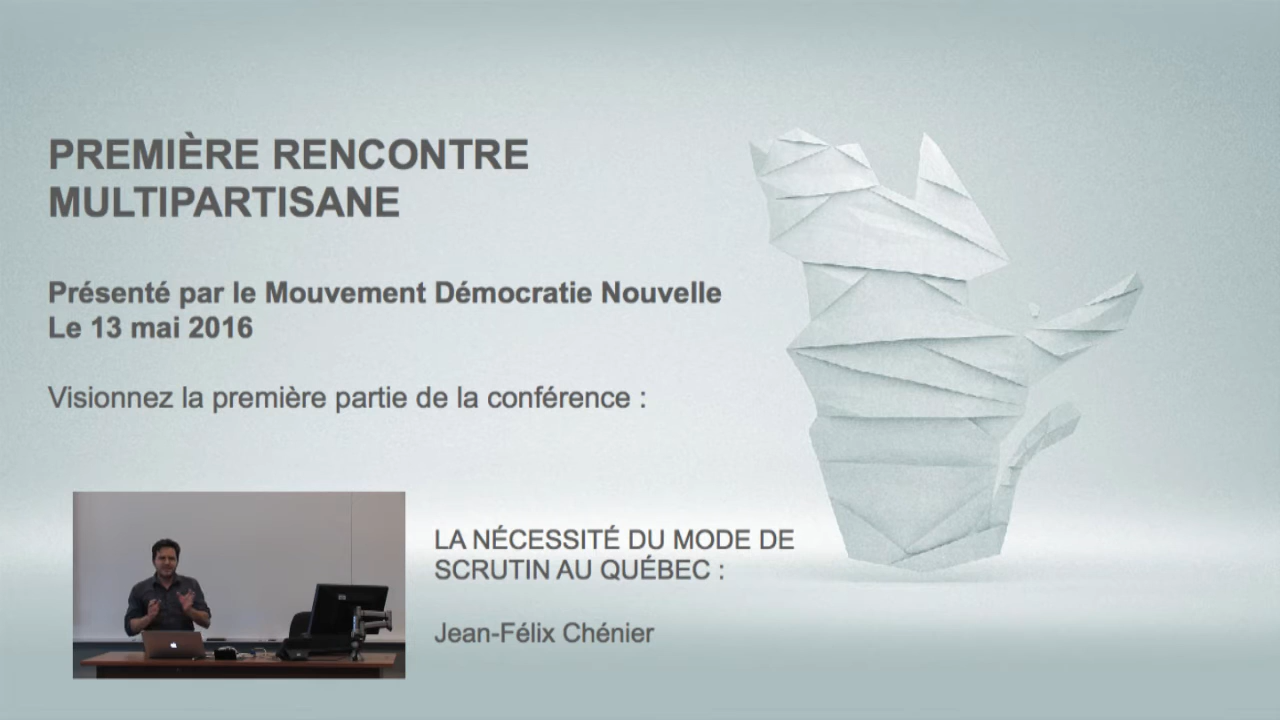 PREMIÈRE RENCONTRE
MULTIPARTISANE
Présenté par le Mouvement Démocratie Nouvelle
Le 13 mai 2016
Visionnez la première partie de la conférence :
LA NÉCESSITÉ DU MODE DE
SCRUTIN AU QUÉBEC :
Jean-Félix Chénier